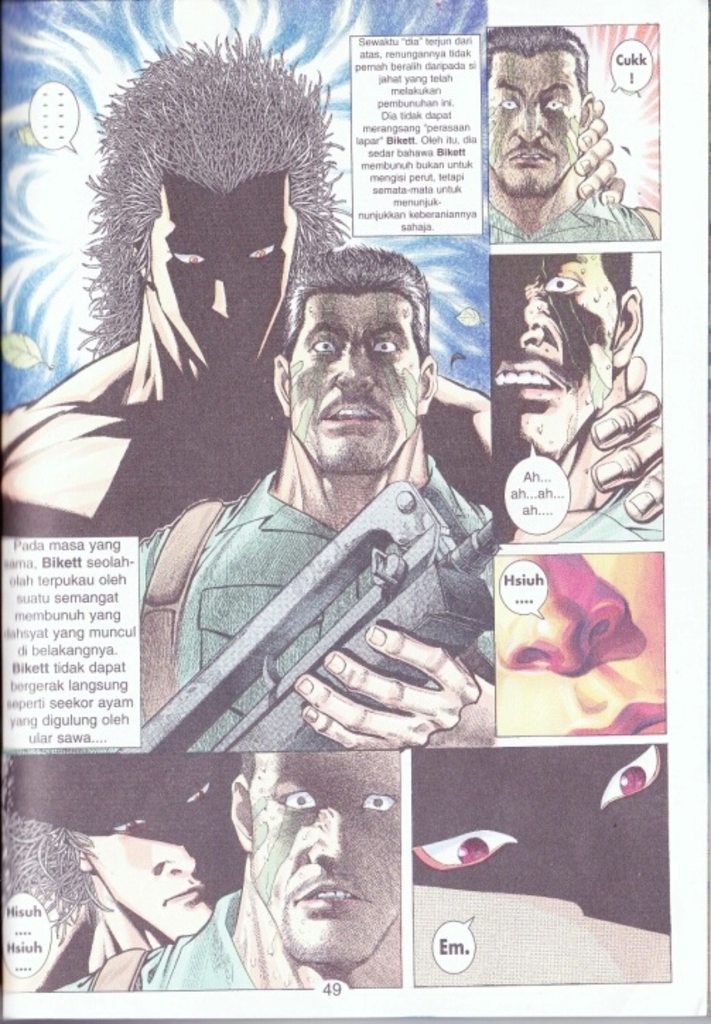 Sewaktu "dia" terjun dari
atas, renungannya tidak
pernah beralih daripada si
jahat yang telah
melakukan
pembunuhan ini.
Dia tidak dapat
merangsang "perasaan
lapar" Bikett. Oleh itu, dia
sedar bahawa Bikett
membunuh bukan untuk
mengisi perut, tetapi
semata-mata untuk
menunjuk-
nunjukkan keberaniannya
sahaja.
Cukk
!
Ah...
ah...ah...
ah....
Pada masa yang
sama, Bikett seolah-
olah terpukau oleh
suatu semangat
membunuh yang
dahsyat yang muncul
di belakangnya.
Bikett tidak dapat
bergerak langsung
seperti seekor ayam
yang digulung oleh
ular sawa....
Hsiuh
....
Hisuh
....
Hsiuh
....
Em.
49